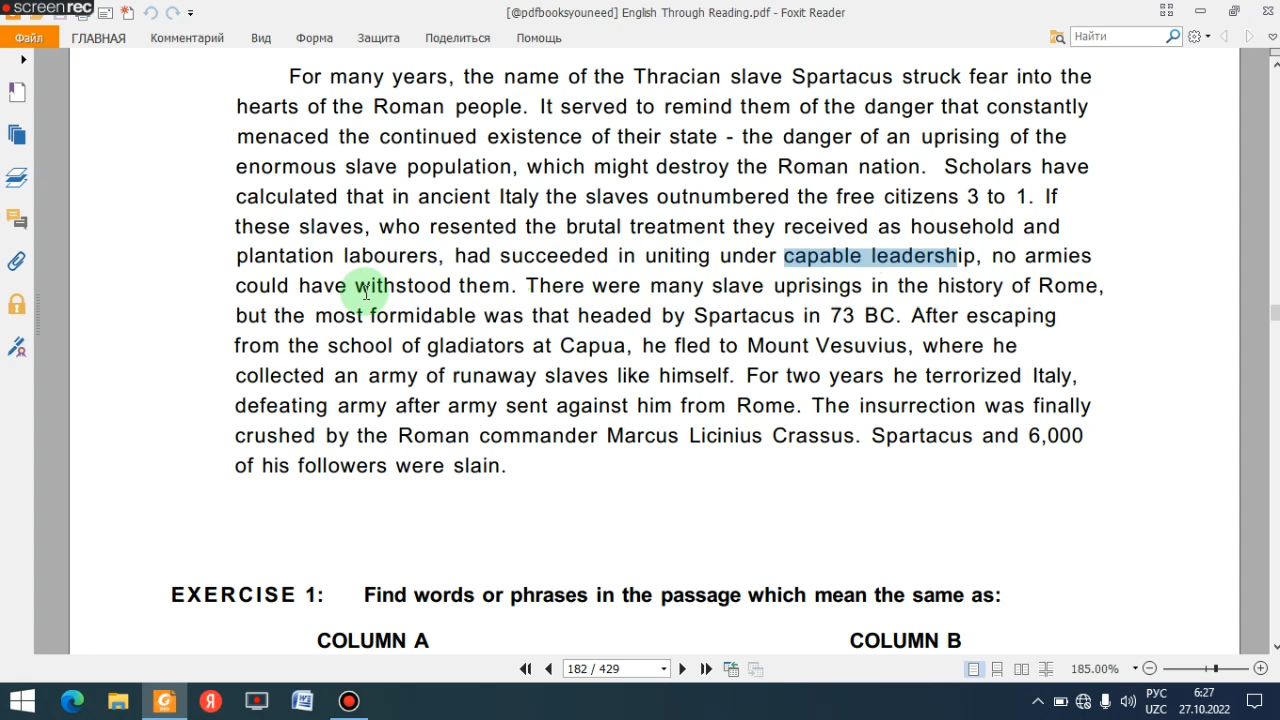 screenrec
[@pdfbooksyouneed] English Through Reading.pdf - Foxit Reader
Файл ГЛАВНАЯ Комментарий Вид Форма Защита Поделиться Помощь Найти
For many years, the name of the Thracian slave Spartacus struck fear into the
hearts of the Roman people. It served to remind them of the danger that constantly
menaced the continued existence of their state - the danger of an uprising of the
enormous slave population, which might destroy the Roman nation. Scholars have
calculated that in ancient Italy the slaves outnumbered the free citizens 3 to 1. If
these slaves, who resented the brutal treatment they received as household and
plantation labourers, had succeeded in uniting under capable leadership, no armies
could have withstood them. There were many slave uprisings in the history of Rome,
but the most formidable was that headed by Spartacus in 73 BC. After escaping
from the school of gladiators at Capua, he fled to Mount Vesuvius, where he
collected an army of runaway slaves like himself. For two years he terrorized Italy,
defeating army after army sent against him from Rome. The insurrection was finally
crushed by the Roman commander Marcus Licinius Crassus. Spartacus and 6,000
of his followers were slain.
EXERCISE 1: Find words or phrases in the passage which mean the same as:
COLUMN A COLUMN B
182 / 429 185.00%
РУС 6:27
UZC 27.10.2022